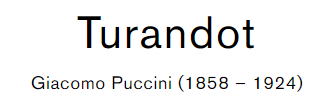 Turandot
Giacomo Puccini (1858 – 1924)